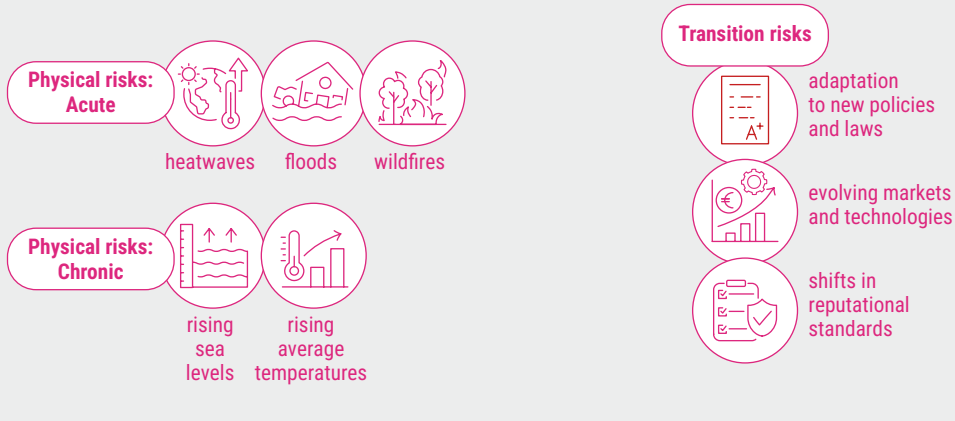 Physical risks:
Acute
heatwaves
floods
wildfires
Physical risks:
Chronic
rising
sea
levels
rising
average
temperatures
Transition risks
A+
adaptation
to new policies
and laws
€
evolving markets
and technologies
shifts in
reputational
standards